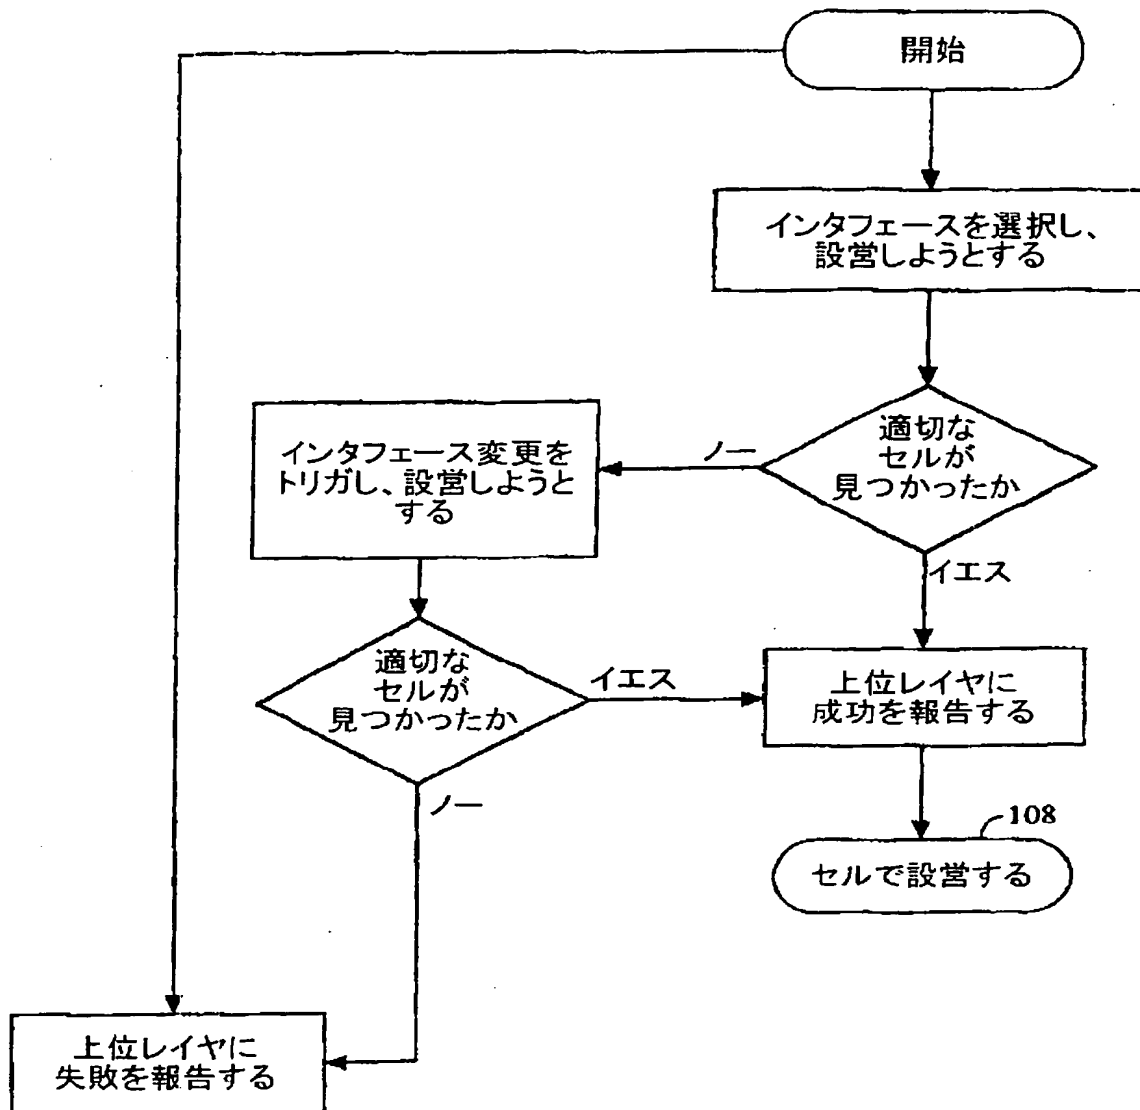 開始
インタフェースを選択し、
設営しようとする
適切な
セルが
見つかったか
ノー
イエス
インタフェース変更を
トリガし、設営しようと
する
適切な
セルが
見つかったか
イエス
ノー
上位レイヤに
成功を報告する
108
セルで設営する
上位レイヤに
失敗を報告する